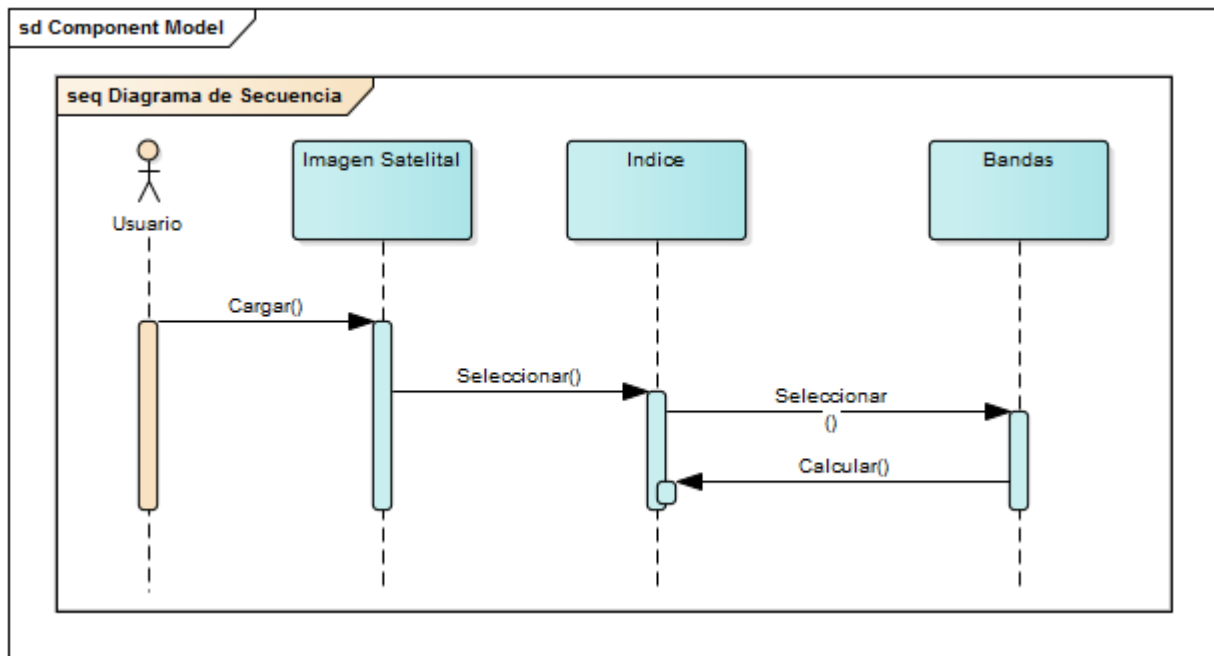 sd Component Model
seq Diagrama de Secuencia
Usuario
Imagen Satelital
Indice
Bandas
Cargar()
Seleccionar()
Seleccionar
()
Calcular()